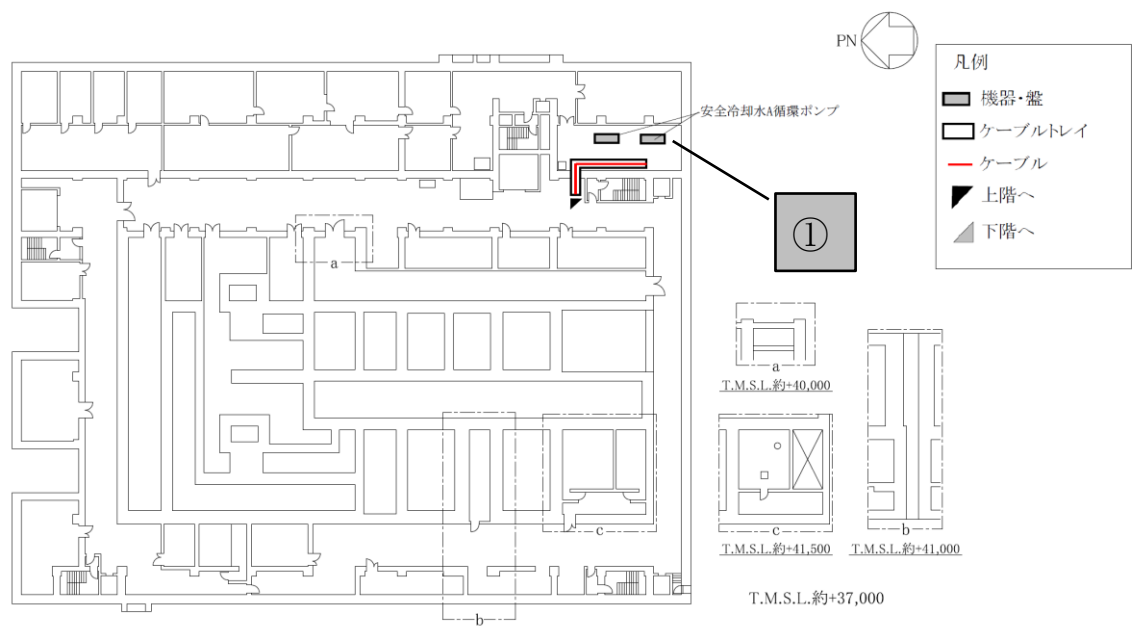 PN
凡例
機器・盤
ケーブルトレイ
ケーブル
上階へ
下階へ
安全冷却水A循環ポンプ
①
a
a
T.M.S.L.約+40,000
c
c
T.M.S.L.約+41,500
b
T.M.S.L.約+41,000
b
T.M.S.L.約+37,000